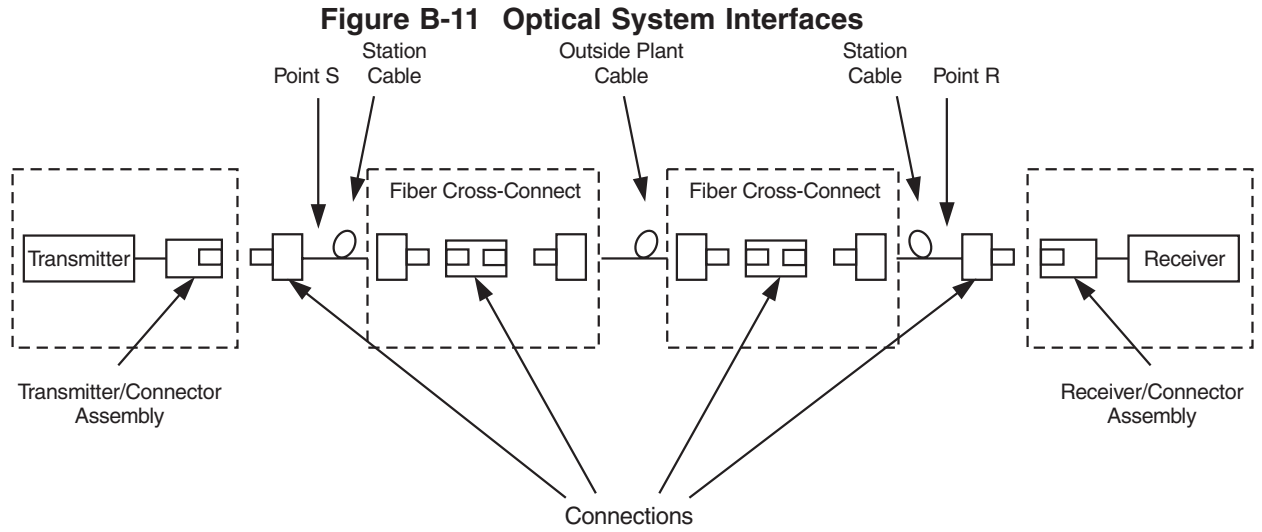 Figure B-11 Optical System Interfaces
Point S
Station
Cable
Outside Plant
Cable
Station
Cable
Point R
Fiber Cross-Connect
Fiber Cross-Connect
Transmitter
Receiver
Transmitter/Connector
Assembly
Receiver/Connector
Assembly
Connections